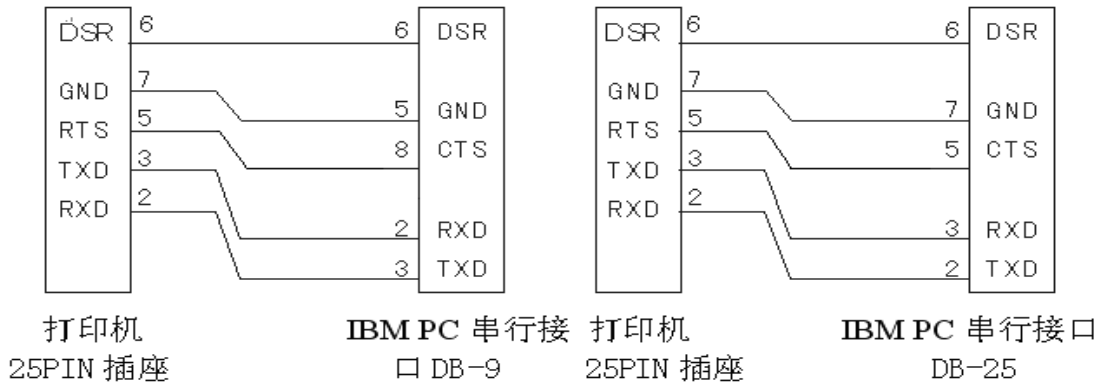 DSR 6 6 DSR DSR 6 6 DSR
GND 7 5 GND GND 7 7 GND
RTS 5 8 CTS RTS 5 5 CTS
TXD 3 2 RXD TXD 3 3 RXD
RXD 2 3 TXD RXD 2 2 TXD
打印机 IBM PC 串行接 打印机 IBM PC 串行接口
25PIN 插座 口 DB-9 25PIN 插座 DB-25